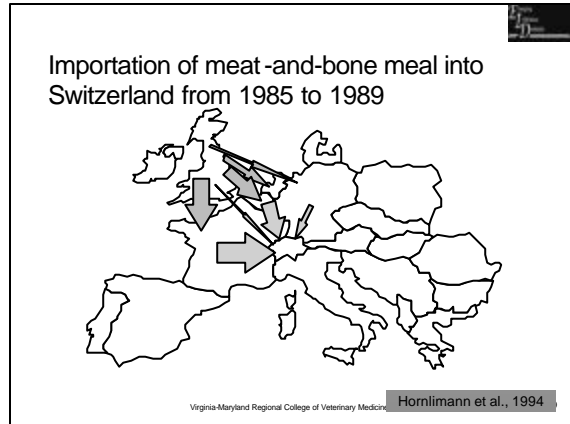 Importation of meat-and-bone meal into
Switzerland from 1985 to 1989
Virginia-Maryland Regional College of Veterinary Medicine
Hornlimann et al., 1994